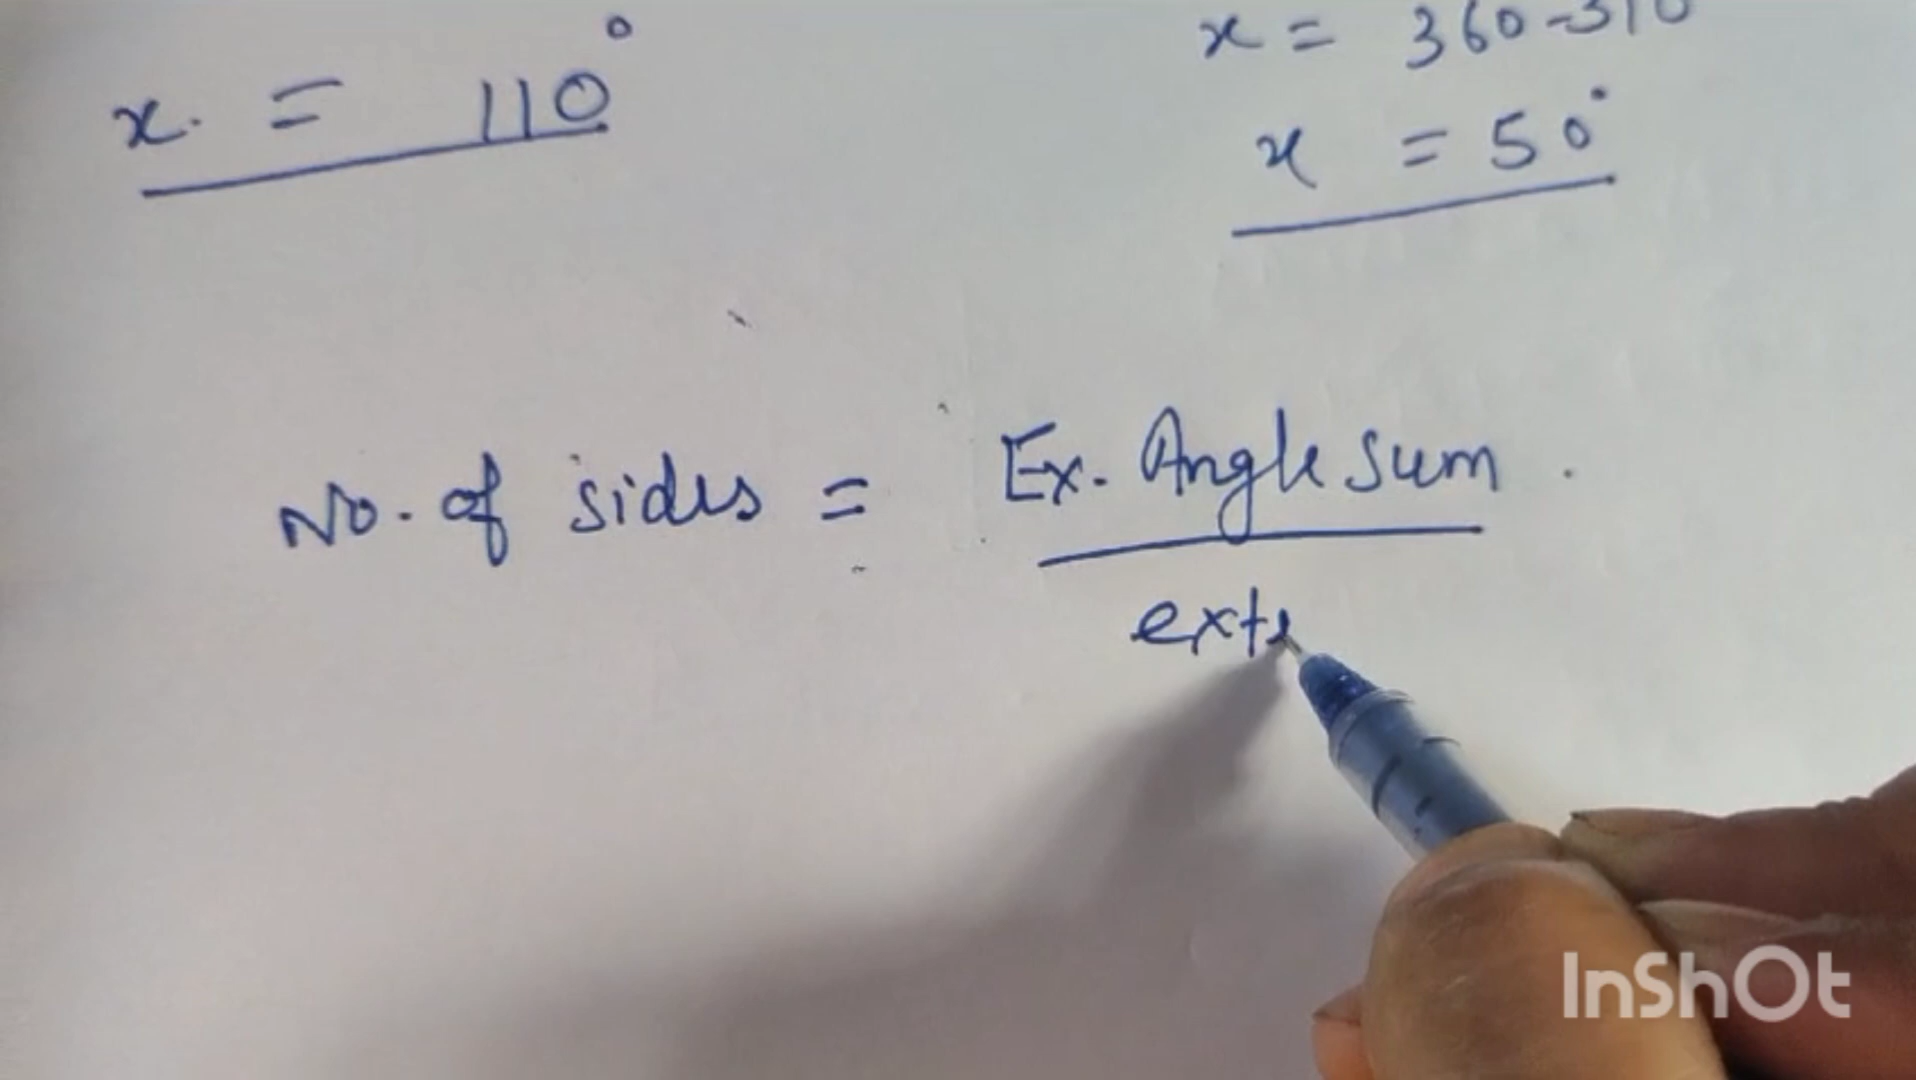 x = 360-310
x. = 110°
x = 50°
No. of sides = Ex. Angle sum.
exte
InShOt